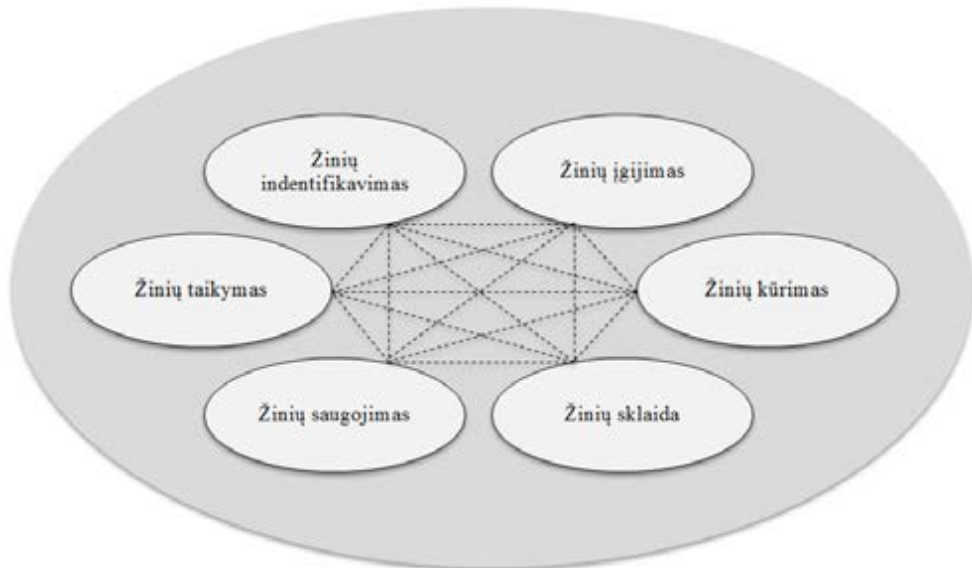 Žinių
indentifikavimas
Žinių įgijimas
Žinių taikymas
Žinių kūrimas
Žinių saugojimas
Žinių sklaida